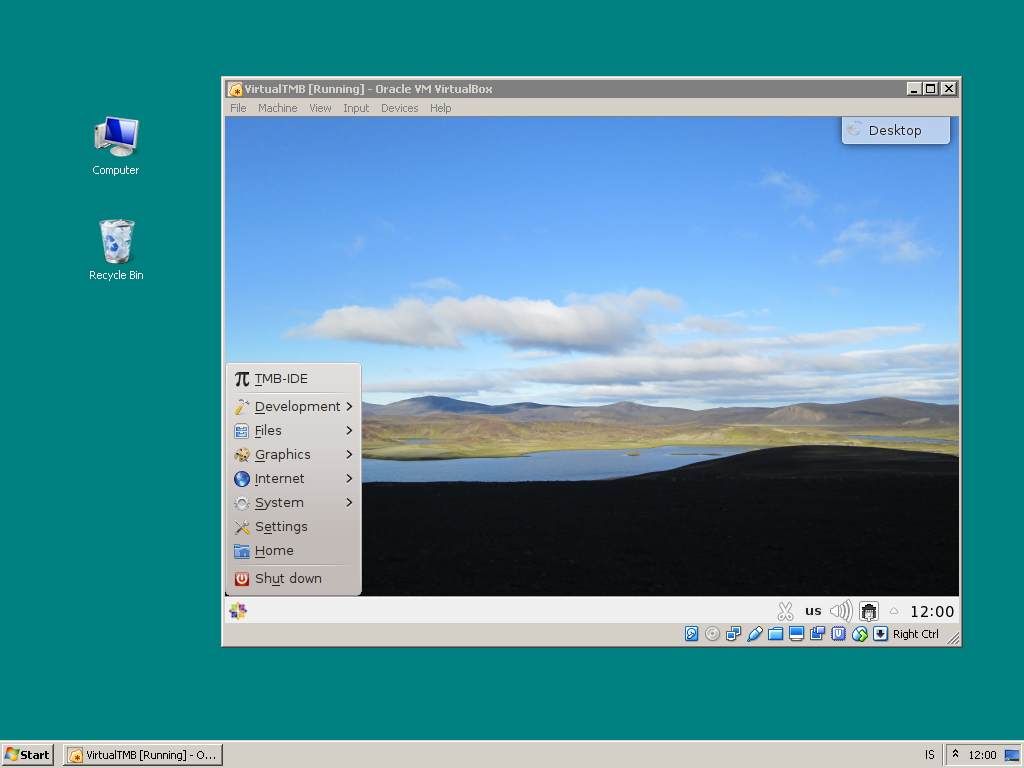 VirtualTMB [Running] - Oracle VM VirtualBox
File Machine View Input Devices Help
Desktop
Computer
Recycle Bin
TMB-IDE
Development
Files
Graphics
Internet
System
Settings
Home
Shut down
us 12:00
Right Ctrl
Start VirtualTMB [Running] - O... IS 12:00